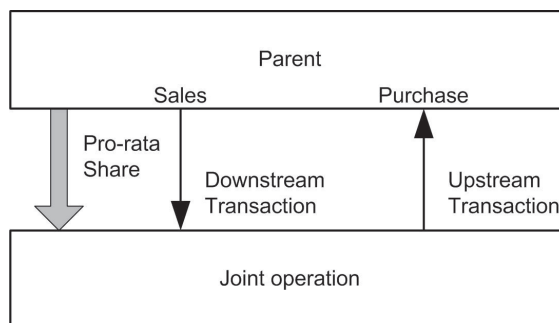 Parent
Sales
Purchase
Pro-rata
Share
Downstream
Transaction
Upstream
Transaction
Joint operation